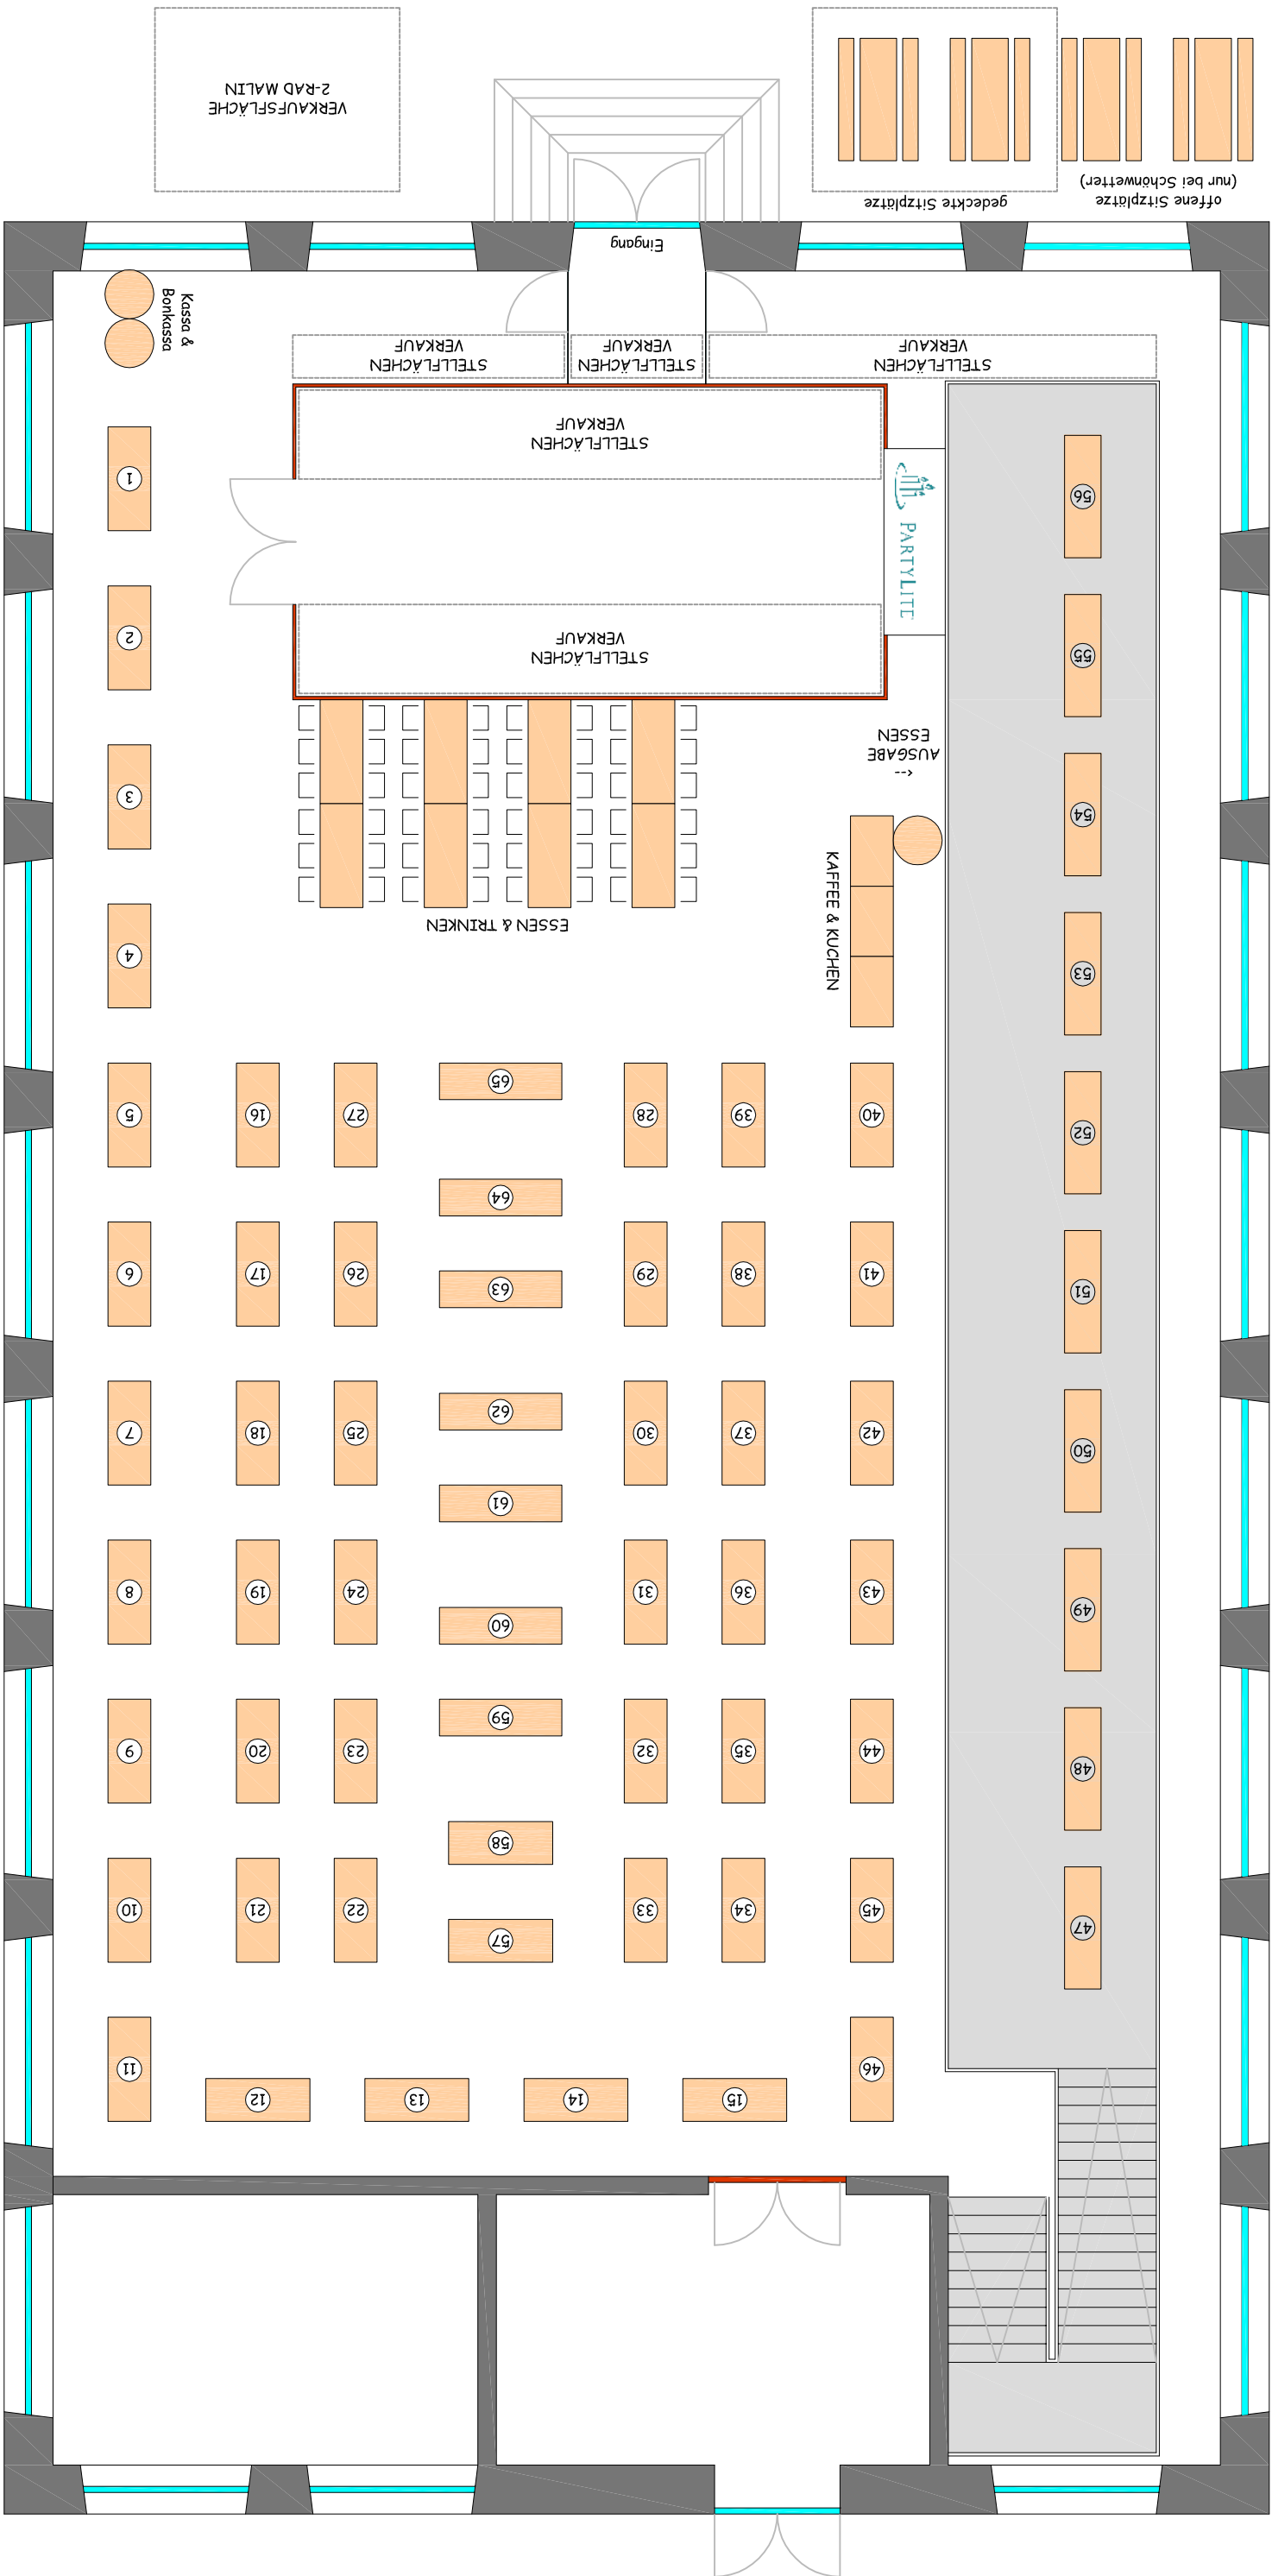 VERKAUFSFLÄCHE
2-RAD MALIN
offene Sitzplätze
(nur bei Schönwetter)
gedeckte Sitzplätze
Eingang
Kassa &
Bonkassa
STELLFLÄCHEN
VERKAUF
STELLFLÄCHEN
VERKAUF
STELLFLÄCHEN
VERKAUF
STELLFLÄCHEN
VERKAUF
PARTYLITE
STELLFLÄCHEN
VERKAUF
1
56
2
55
<--
AUSGABE
ESSEN
3
54
KAFFEE & KUCHEN
ESSEN & TRINKEN
4
53
5
16
27
65
28
39
40
52
64
6
17
26
63
29
38
41
51
7
18
25
62
30
37
42
50
61
8
19
24
60
31
36
43
49
59
9
20
23
32
35
44
48
58
10
21
22
57
33
34
45
47
11
12
13
14
15
46